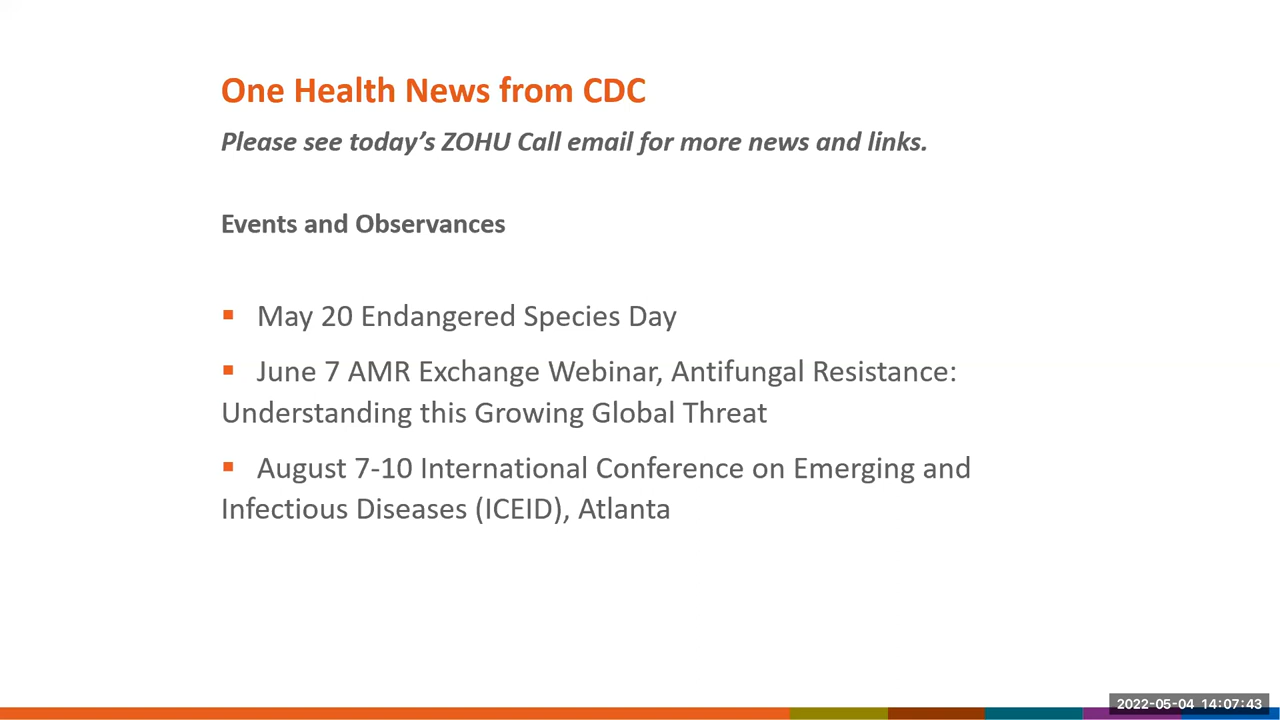 One Health News from CDC
Please see today’s ZOHU Call email for more news and links.
Events and Observances
▪ May 20 Endangered Species Day
▪ June 7 AMR Exchange Webinar, Antifungal Resistance:
Understanding this Growing Global Threat
▪ August 7-10 International Conference on Emerging and
Infectious Diseases (ICEID), Atlanta
2022-05-04 14:07:43